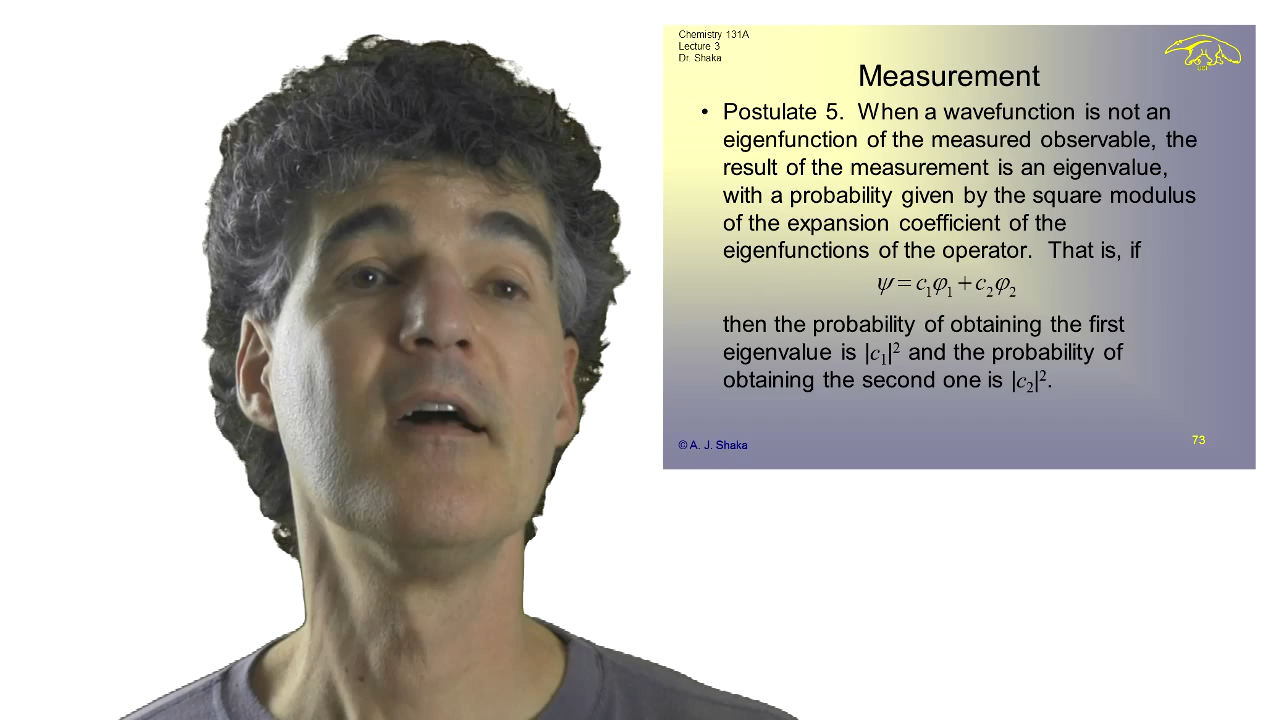 Chemistry 131A
Lecture 3
Dr. Shaka
UCI
Measurement
• Postulate 5. When a wavefunction is not an
eigenfunction of the measured observable, the
result of the measurement is an eigenvalue,
with a probability given by the square modulus
of the expansion coefficient of the
eigenfunctions of the operator. That is, if
ψ = c₁φ₁ + c₂φ₂
then the probability of obtaining the first
eigenvalue is |c₁|² and the probability of
obtaining the second one is |c₂|².
© A. J. Shaka
73